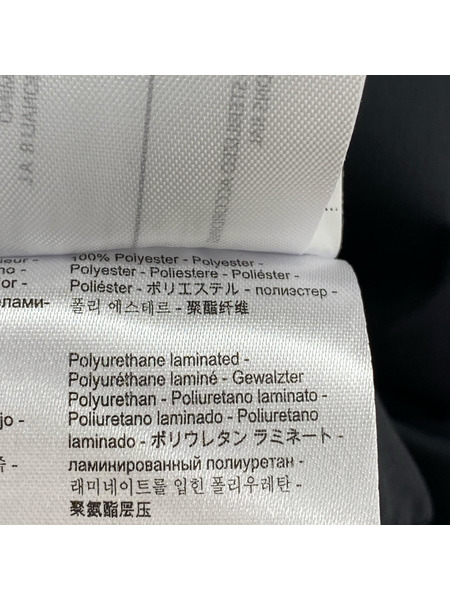 100% Polyester - Polyester -
Polyester - Poliestere - Poliéster -
Poliéster - ポリエステル - полиэстер -
폴리 에스테르 - 聚酯纤维
Polyurethane laminated -
Polyuréthane laminé - Gewalzter
Polyurethan - Poliuretano laminato -
jo - Poliuretano laminado - Poliuretano
laminado - ポリウレタン ラミネート -
ламинированный полиуретан -
래미네이트를 입힌 폴리우레탄 -
聚氨酯层压